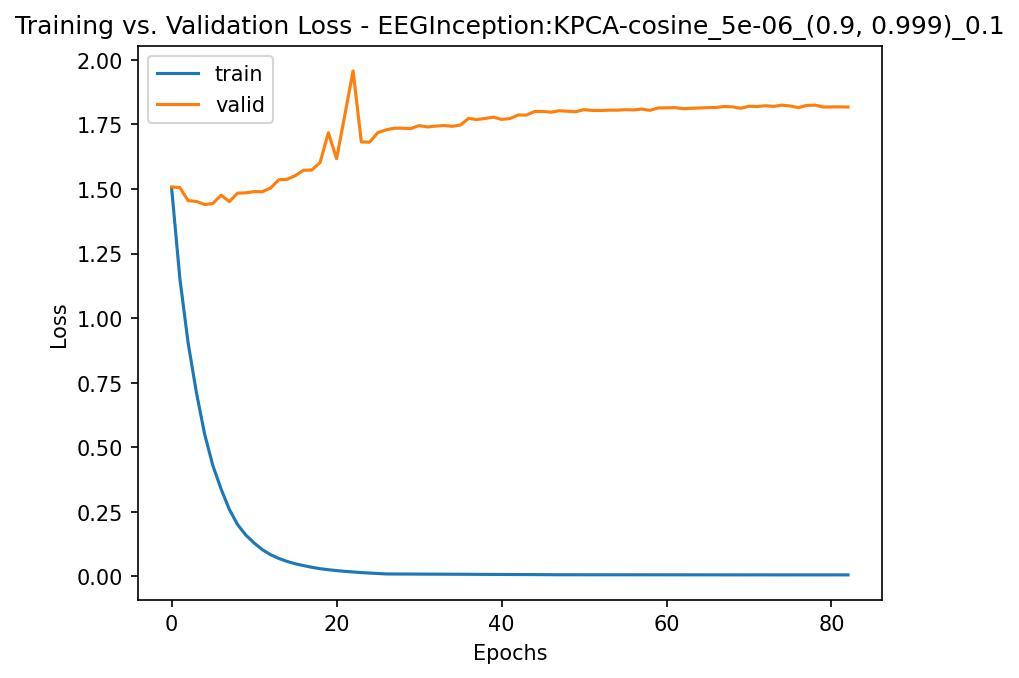 Training vs. Validation Loss - EEGInception:KPCA-cosine_5e-06_(0.9, 0.999)_0.1
train
valid
2.00
1.75
1.50
1.25
1.00
0.75
0.50
0.25
0.00
Loss
0 20 40 60 80
Epochs